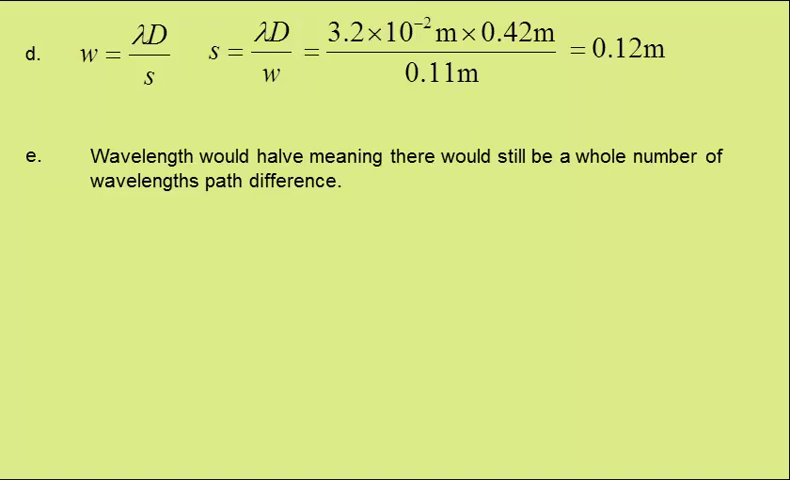 d. w = λD/s s = λD/w = 3.2×10⁻² m × 0.42m / 0.11m = 0.12m
e. Wavelength would halve meaning there would still be a whole number of
wavelengths path difference.